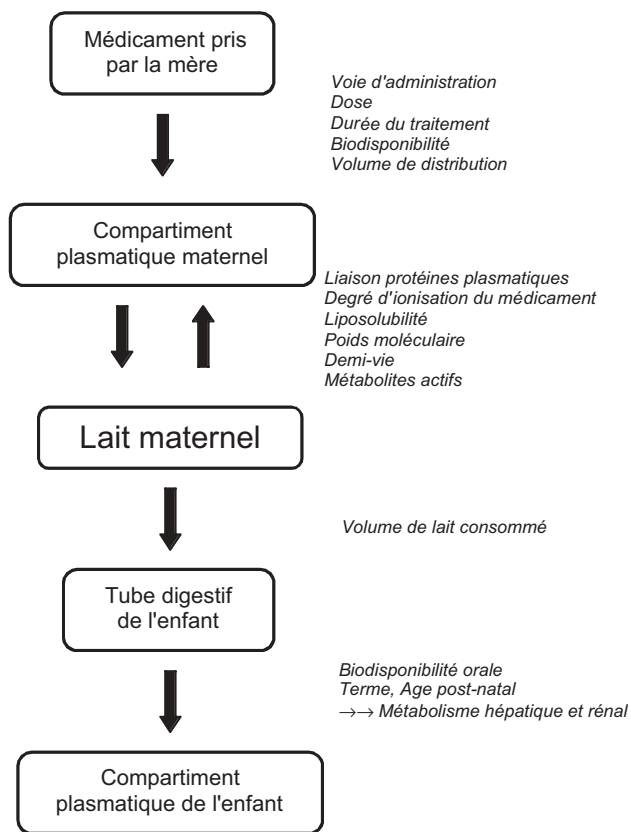 Médicament pris
par la mère
Voie d'administration
Dose
Durée du traitement
Biodisponibilité
Volume de distribution
Compartiment
plasmatique maternel
Liaison protéines plasmatiques
Degré d'ionisation du médicament
Liposolubilité
Poids moléculaire
Demi-vie
Métabolites actifs
Lait maternel
Volume de lait consommé
Tube digestif
de l'enfant
Biodisponibilité orale
Terme, Age post-natal
→→ Métabolisme hépatique et rénal
Compartiment
plasmatique de l'enfant